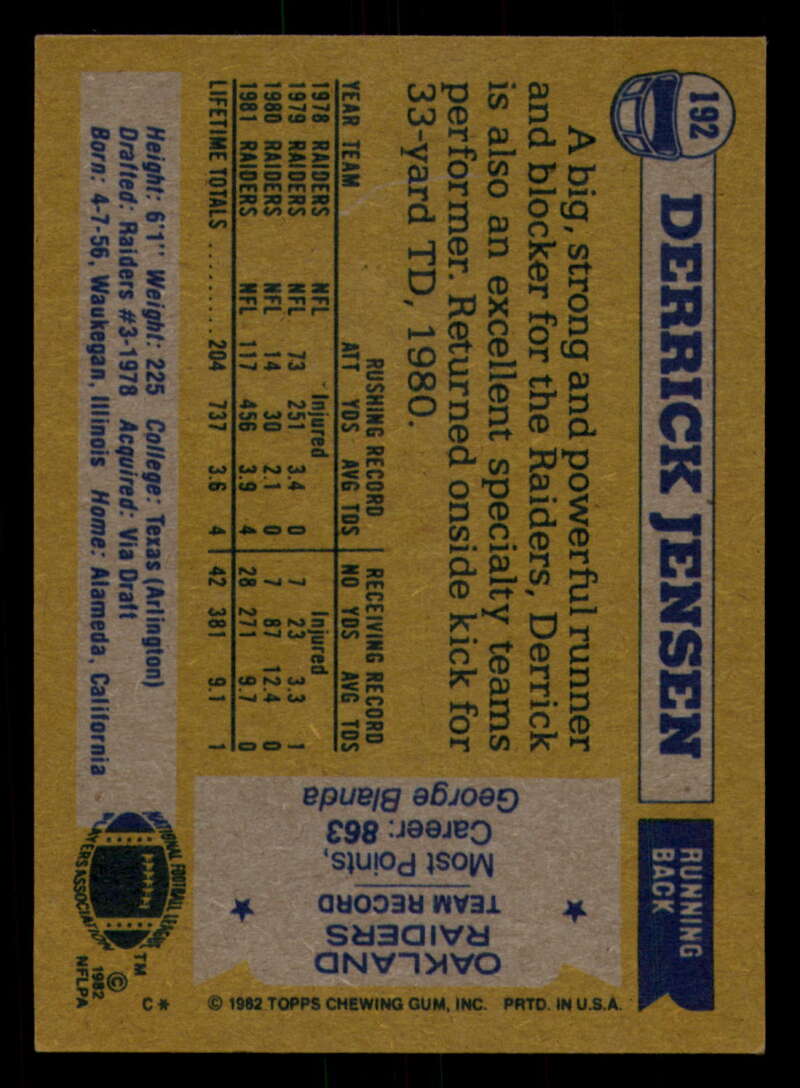 192
DERRICK JENSEN
RUNNING
BACK
A big, strong and powerful runner
and blocker for the Raiders, Derrick
is also an excellent specialty teams
performer. Returned onside kick for
33-yard TD, 1980.
RUSHING RECORD RECEIVING RECORD
YEAR TEAM ATT YDS AVG TDS NO YDS AVG TDS
1978 RAIDERS NFL Injured Injured
1979 RAIDERS NFL 73 251 3.4 0 7 23 3.3 1
1980 RAIDERS NFL 14 30 2.1 0 7 87 12.4 0
1981 RAIDERS NFL 117 456 3.9 4 28 271 9.7 0
LIFETIME TOTALS ......... 204 737 3.6 4 42 381 9.1 1
Height: 6'1" Weight: 225 College: Texas (Arlington)
Drafted: Raiders #3-1978 Acquired: Via Draft
Born: 4-7-56, Waukegan, Illinois Home: Alameda, California
OAKLAND
RAIDERS
TEAM RECORD
Most Points,
Career: 863
George Blanda
NATIONAL FOOTBALL LEAGUE
PLAYERS ASSOCIATION
TM
©
1982
NFLPA
C*
© 1982 TOPPS CHEWING GUM, INC. PRTD. IN U.S.A.